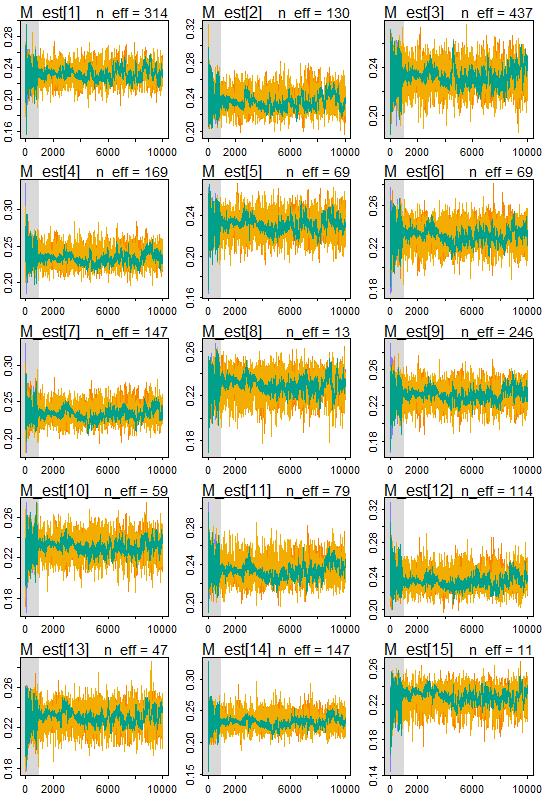 M_est[1] n_eff = 314
0.16 0.20 0.24 0.28
0 2000 6000 10000
M_est[2] n_eff = 130
0.20 0.24 0.28 0.32
0 2000 6000 10000
M_est[3] n_eff = 437
0.20 0.24
0 2000 6000 10000
M_est[4] n_eff = 169
0.20 0.25 0.30
0 2000 6000 10000
M_est[5] n_eff = 69
0.16 0.20 0.24
0 2000 6000 10000
M_est[6] n_eff = 69
0.18 0.22 0.26
0 2000 6000 10000
M_est[7] n_eff = 147
0.20 0.25 0.30
0 2000 6000 10000
M_est[8] n_eff = 13
0.18 0.22 0.26
0 2000 6000 10000
M_est[9] n_eff = 246
0.18 0.22 0.26
0 2000 6000 10000
M_est[10] n_eff = 59
0.18 0.22 0.26
0 2000 6000 10000
M_est[11] n_eff = 79
0.20 0.24 0.28
0 2000 6000 10000
M_est[12] n_eff = 114
0.20 0.24 0.28 0.32
0 2000 6000 10000
M_est[13] n_eff = 47
0.18 0.22 0.26
0 2000 6000 10000
M_est[14] n_eff = 147
0.15 0.20 0.25 0.30
0 2000 6000 10000
M_est[15] n_eff = 11
0.14 0.18 0.22 0.26
0 2000 6000 10000